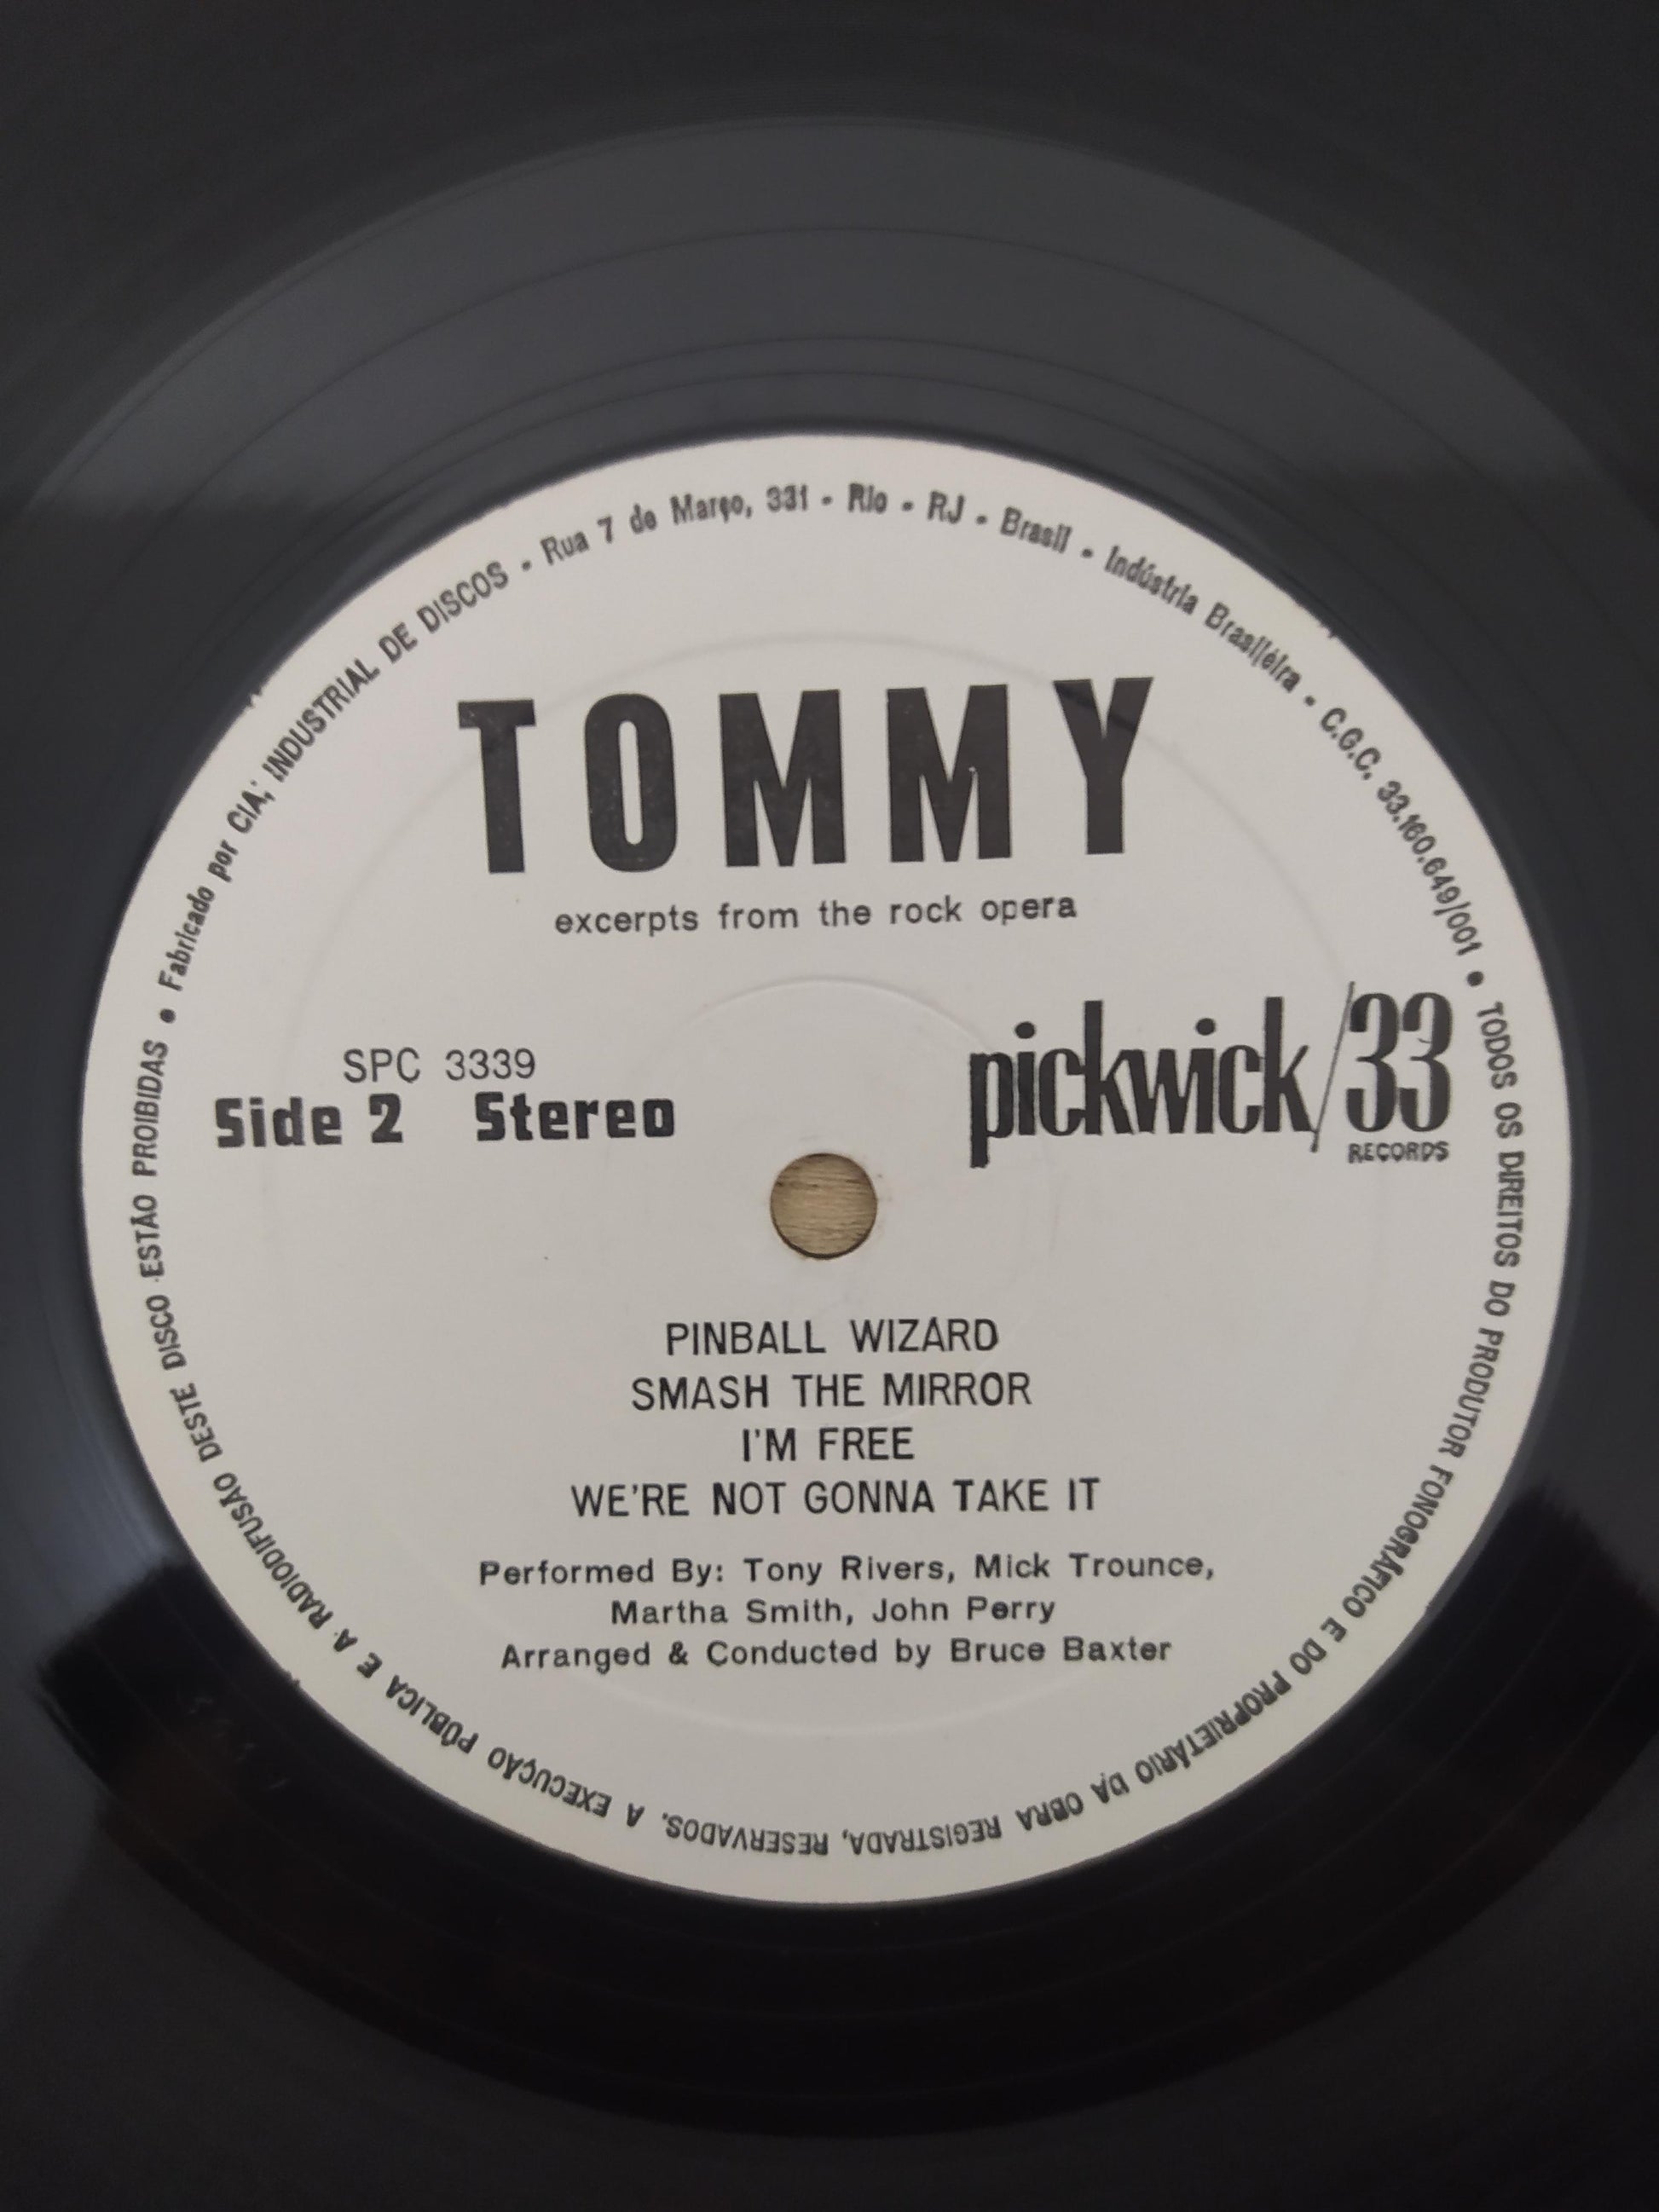 • Fabricado por CIA; INDUSTRIAL DE DISCOS - Rua 7 de Março, 331 - Rio - RJ - Brasil - Indústria Brasiléira - C.G.C. 33.160.649/001 • TODOS OS DIREITOS DO PRODUTOR FONOGRÁFICO E DO PROPRIETÁRIO DA OBRA REGISTRADA, RESERVADOS. A EXECUÇÃO PÚBLICA E A RADIODIFUSÃO DESTE DISCO ESTÃO PROIBIDAS
TOMMY
excerpts from the rock opera
SPC 3339
Side 2 Stereo
pickwick/33
RECORDS
PINBALL WIZARD
SMASH THE MIRROR
I'M FREE
WE'RE NOT GONNA TAKE IT
Performed By: Tony Rivers, Mick Trounce,
Martha Smith, John Perry
Arranged & Conducted by Bruce Baxter